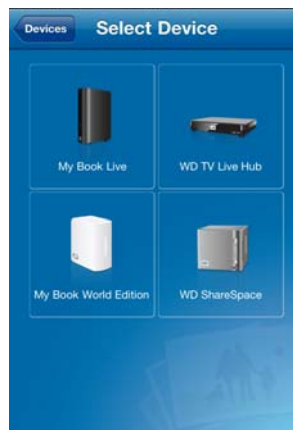 Devices
Select Device
My Book Live
WD TV Live Hub
My Book World Edition
WD ShareSpace